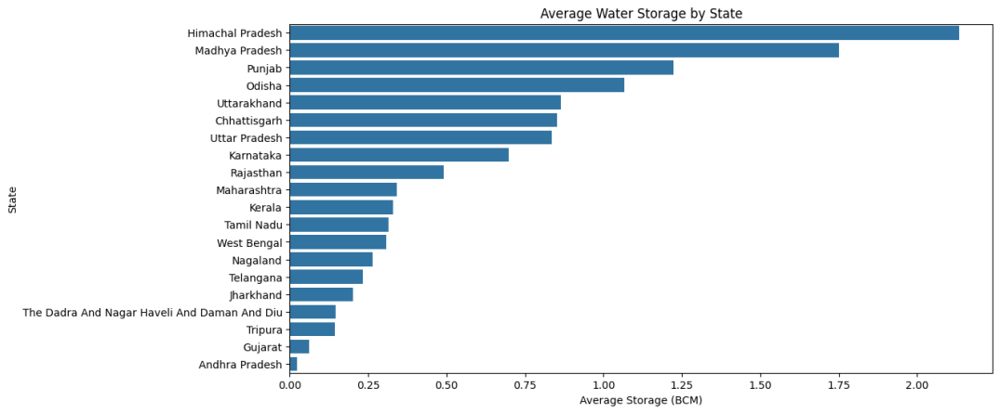 Average Water Storage by State
State
Himachal Pradesh
Madhya Pradesh
Punjab
Odisha
Uttarakhand
Chhattisgarh
Uttar Pradesh
Karnataka
Rajasthan
Maharashtra
Kerala
Tamil Nadu
West Bengal
Nagaland
Telangana
Jharkhand
The Dadra And Nagar Haveli And Daman And Diu
Tripura
Gujarat
Andhra Pradesh
0.00 0.25 0.50 0.75 1.00 1.25 1.50 1.75 2.00
Average Storage (BCM)